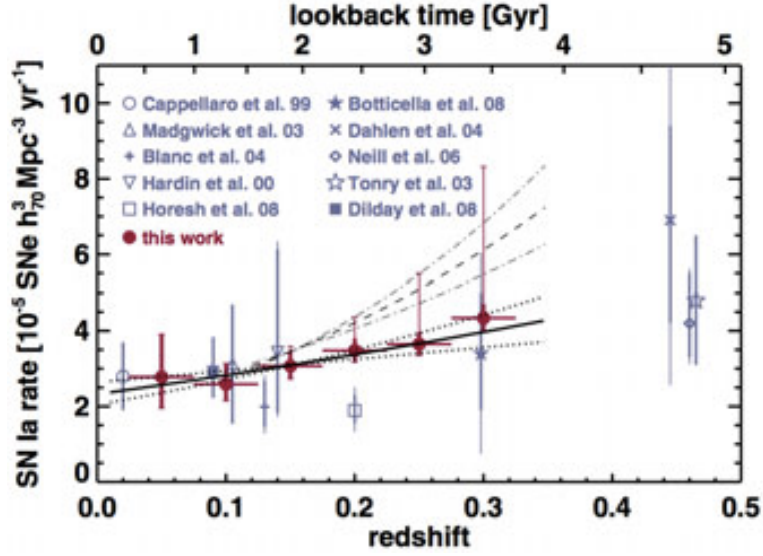 lookback time [Gyr]
0 1 2 3 4 5
SN Ia rate [10-5 SNe h³70 Mpc-3 yr-1]
10
8
6
4
2
0
Cappellaro et al. 99
Madgwick et al. 03
Blanc et al. 04
Hardin et al. 00
Horesh et al. 08
this work
Botticella et al. 08
Dahlen et al. 04
Neill et al. 06
Tonry et al. 03
Dilday et al. 08
0.0 0.1 0.2 0.3 0.4 0.5
redshift